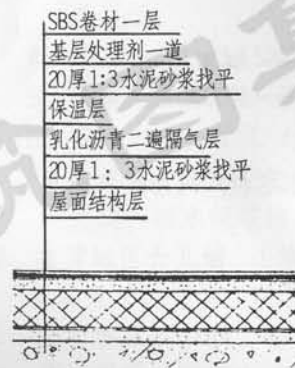 SBS卷材一层
基层处理剂一道
20厚1:3水泥砂浆找平
保温层
乳化沥青二遍隔气层
20厚1：3水泥砂浆找平
屋面结构层